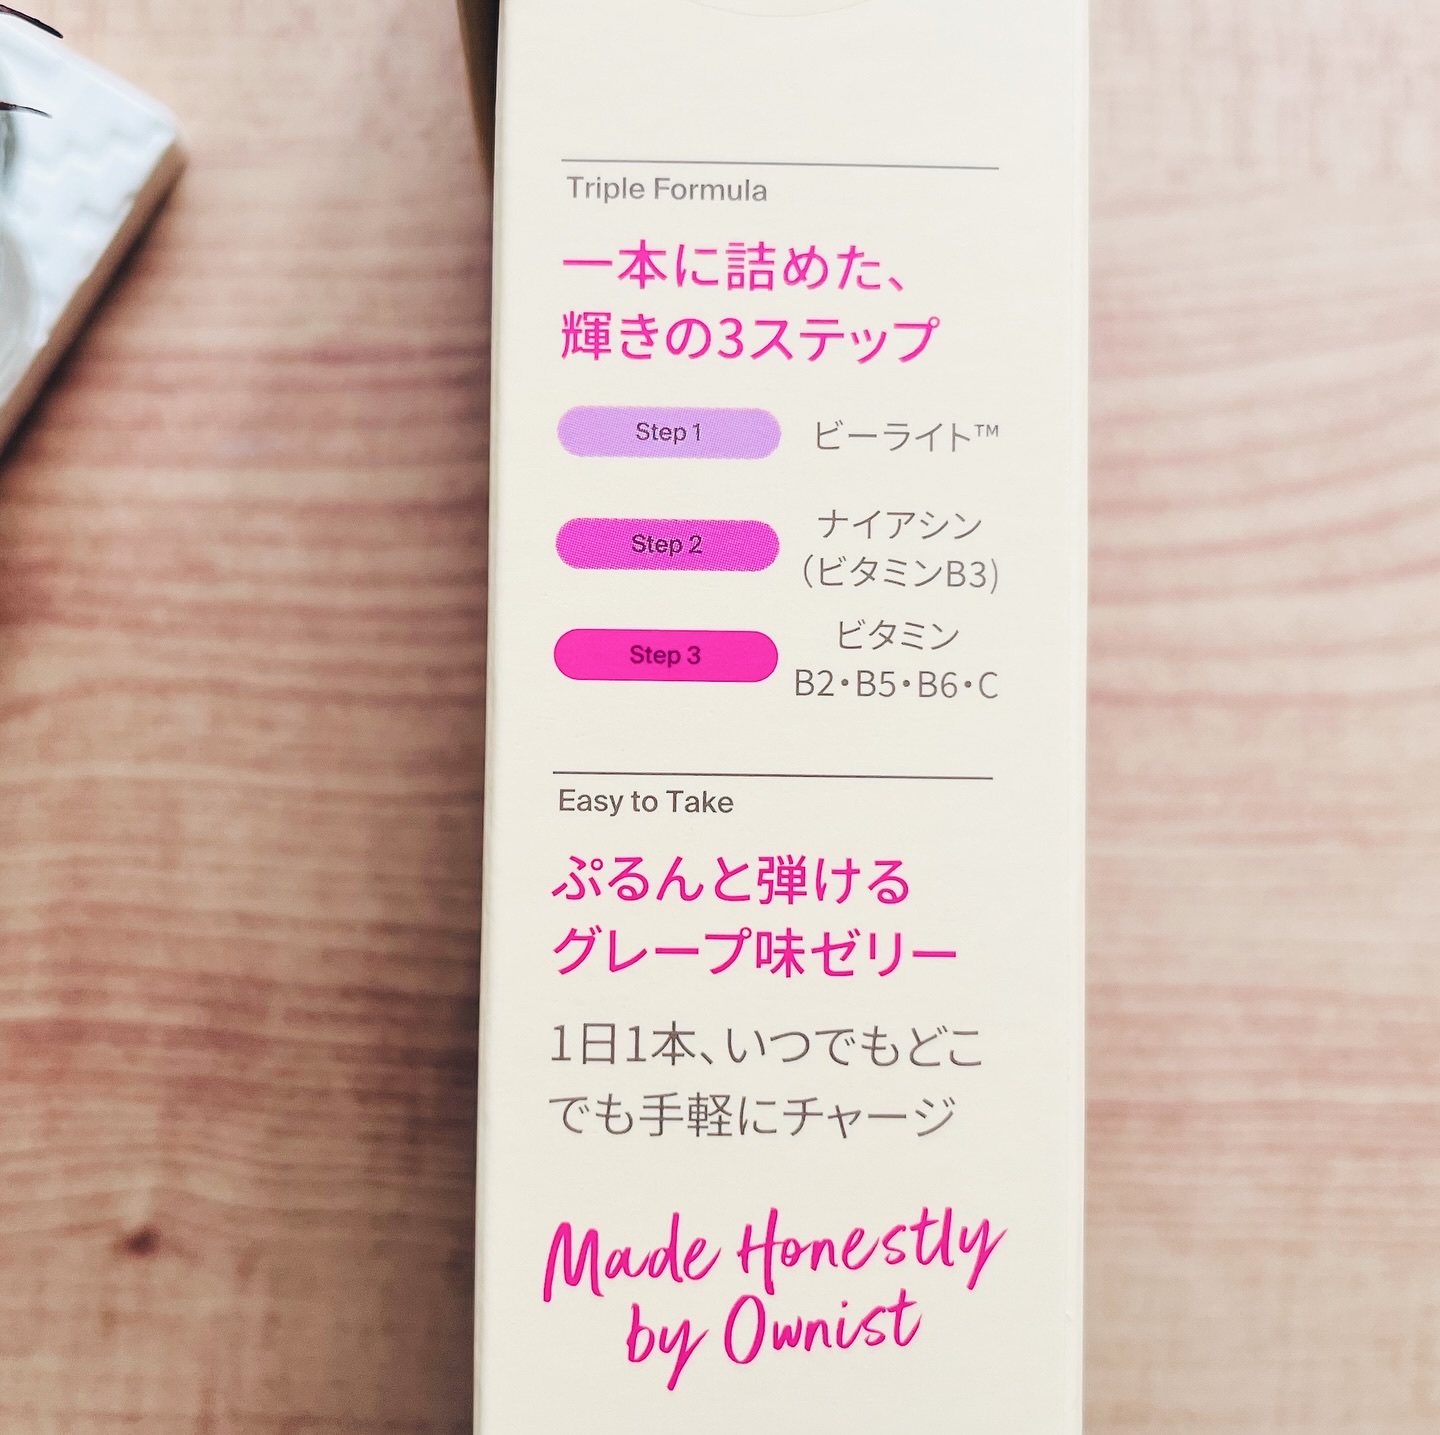 Triple Formula
一本に詰めた、
輝きの3ステップ
Step 1 ビーライト™
Step 2 ナイアシン
(ビタミンB3)
Step 3 ビタミン
B2・B5・B6・C
Easy to Take
ぷるんと弾ける
グレープ味ゼリー
1日1本、いつでもどこ
でも手軽にチャージ
Made Honestly
by Ownist